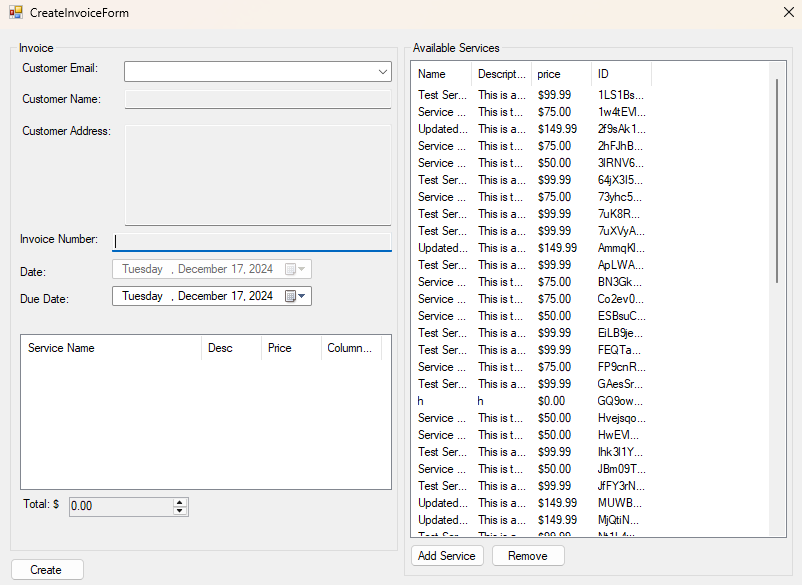 CreateInvoiceForm
Invoice
Customer Email:
Customer Name:
Customer Address:
Invoice Number:
Date: Tuesday , December 17, 2024
Due Date: Tuesday , December 17, 2024
Service Name Desc Price Column...
Total: $ 0.00
Create
Available Services
Name Descript... price ID
Test Ser... This is a... $99.99 1LS1Bs...
Service ... This is t... $75.00 1w4tEVl...
Updated... This is a... $149.99 2f9sAk1...
Service ... This is t... $75.00 2hFJhB...
Service ... This is t... $50.00 3IRNV6...
Test Ser... This is a... $99.99 64jX3I5...
Service ... This is t... $75.00 73yhc5...
Test Ser... This is a... $99.99 7uK8R...
Test Ser... This is a... $99.99 7uXVyA...
Updated... This is a... $149.99 AmmqKl...
Test Ser... This is a... $99.99 ApLWA...
Service ... This is t... $75.00 BN3Gk...
Service ... This is t... $75.00 Co2ev0...
Service ... This is t... $50.00 ESBsuC...
Test Ser... This is a... $99.99 EiLB9je...
Test Ser... This is a... $99.99 FEQTa...
Service ... This is t... $75.00 FP9cnR...
Test Ser... This is a... $99.99 GAesSr...
h h $0.00 GQ9ow...
Service ... This is t... $50.00 Hvejsqo...
Service ... This is t... $50.00 HwEVl...
Test Ser... This is a... $99.99 Ihk3I1Y...
Service ... This is t... $50.00 JBm09T...
Test Ser... This is a... $99.99 JfFY3rN...
Updated... This is a... $149.99 MUWB...
Updated... This is a... $149.99 MjQtiN...
Add Service Remove